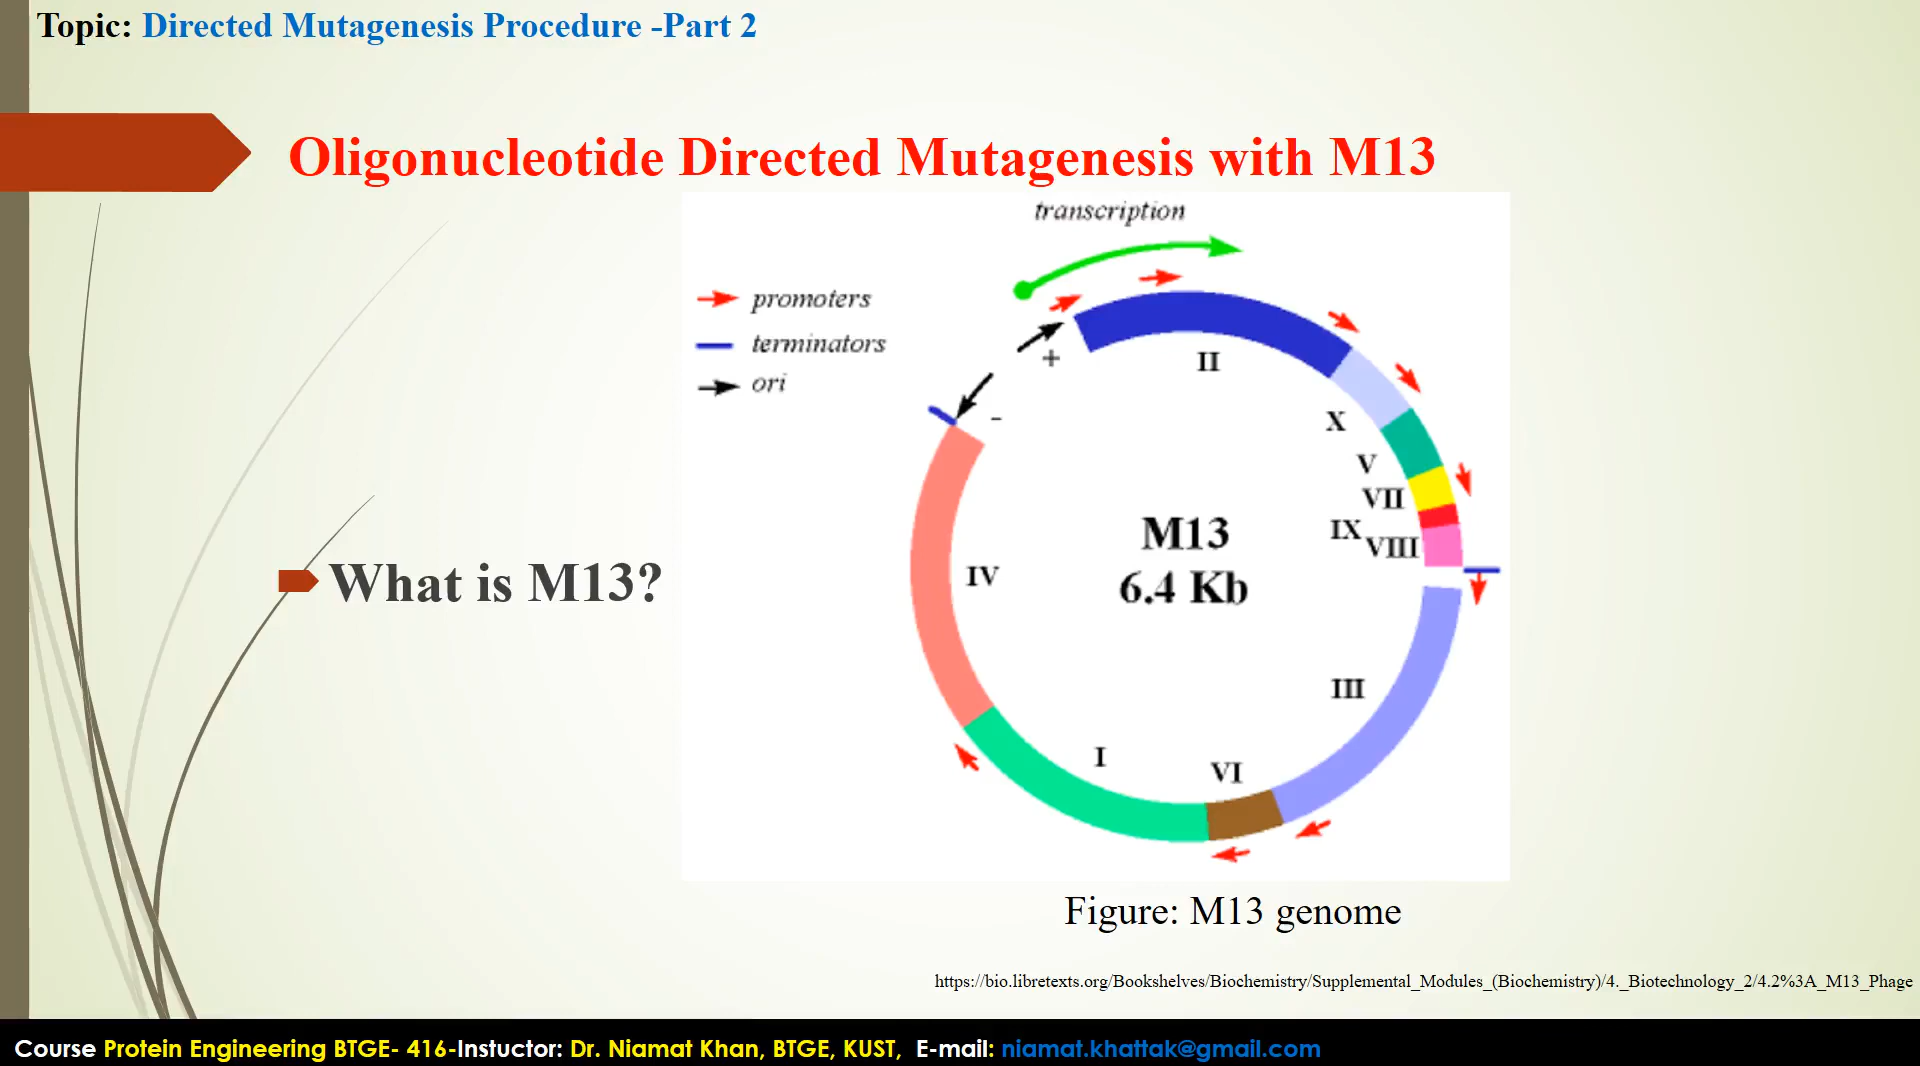 Topic: Directed Mutagenesis Procedure -Part 2
Oligonucleotide Directed Mutagenesis with M13
transcription
promoters
terminators
ori
+
-
II
X
V
VII
IX
VIII
M13
6.4 Kb
IV
III
I
VI
What is M13?
Figure: M13 genome
https://bio.libretexts.org/Bookshelves/Biochemistry/Supplemental_Modules_(Biochemistry)/4._Biotechnology_2/4.2%3A_M13_Phage
Course Protein Engineering BTGE- 416-Instuctor: Dr. Niamat Khan, BTGE, KUST, E-mail: niamat.khattak@gmail.com